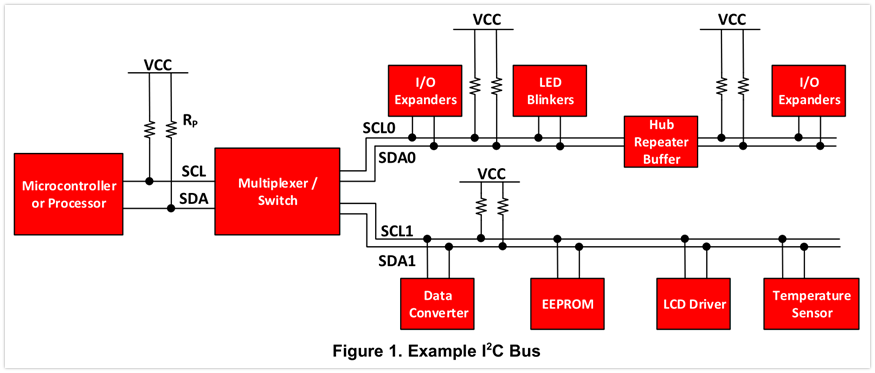 VCC
VCC
VCC
R_P
I/O
Expanders
LED
Blinkers
I/O
Expanders
SCL0
SDA0
Hub
Repeater
Buffer
Microcontroller
or Processor
SCL
SDA
Multiplexer /
Switch
VCC
SCL1
SDA1
Data
Converter
EEPROM
LCD Driver
Temperature
Sensor
Figure 1. Example I²C Bus